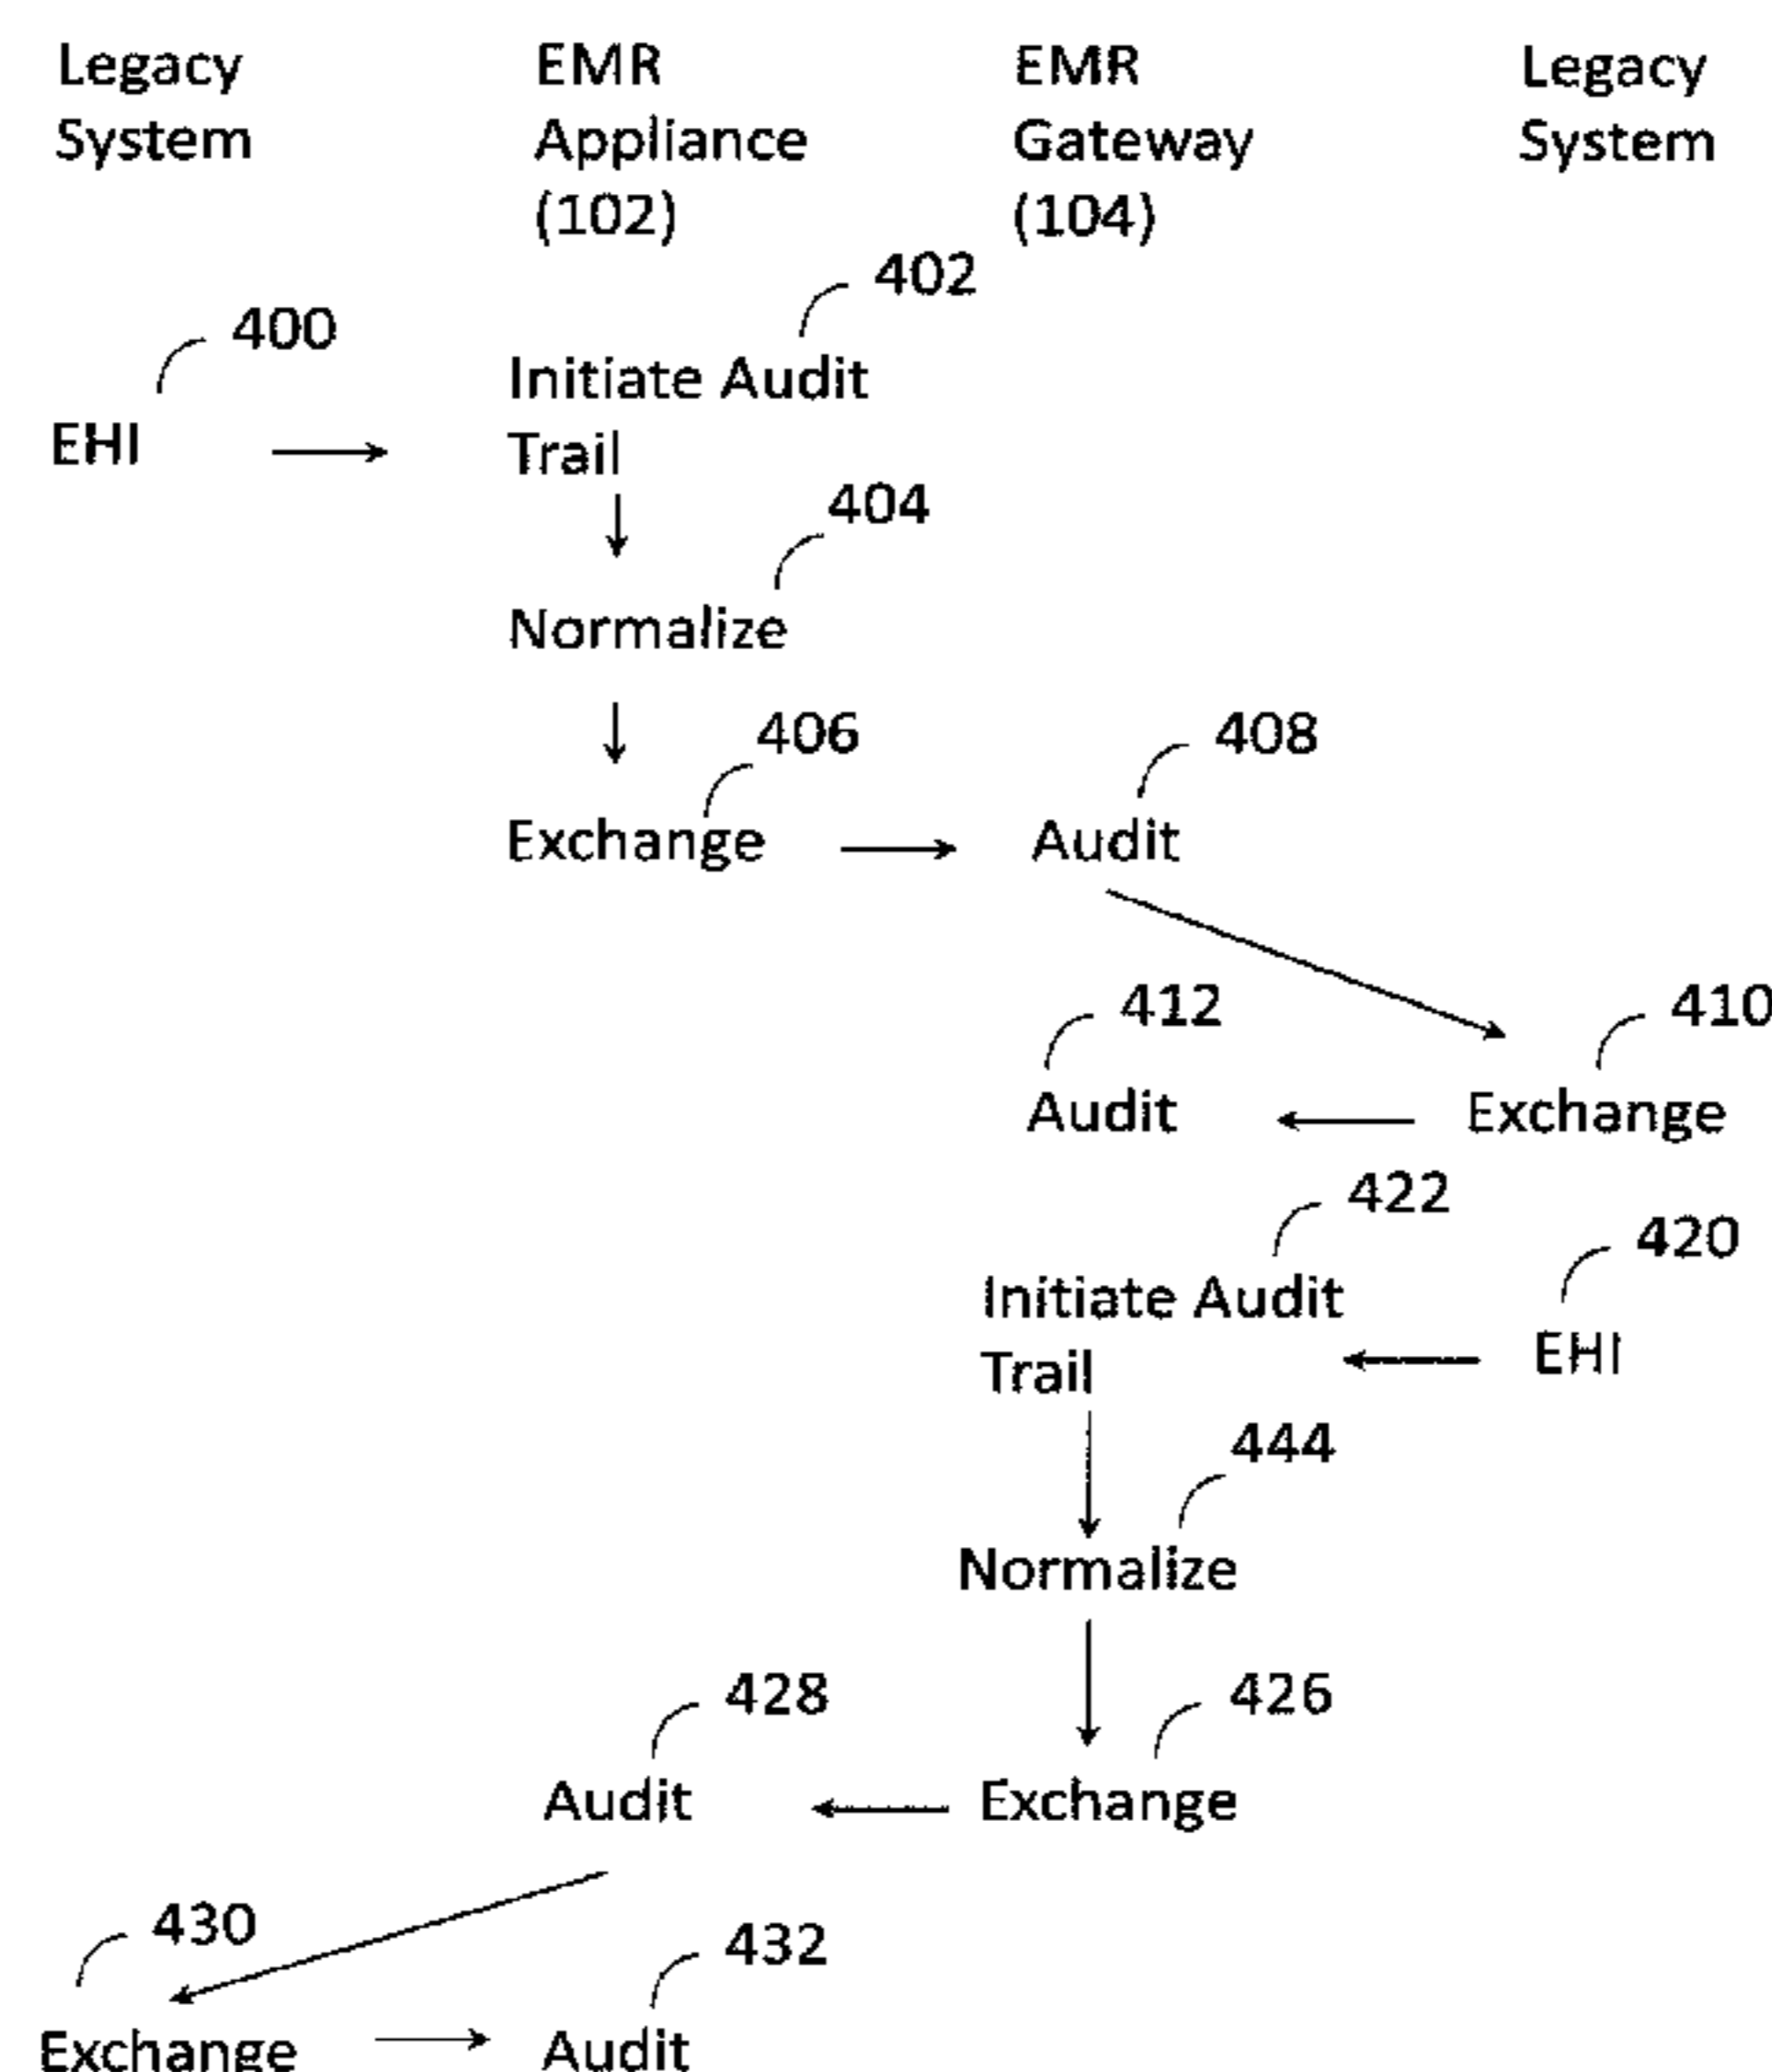 Legacy
System
EMR
Appliance
(102)
EMR
Gateway
(104)
Legacy
System
402
400
Initiate Audit
Trail
EHI
404
Normalize
406
408
Exchange
Audit
412
410
Audit
Exchange
422
420
Initiate Audit
Trail
EHI
444
Normalize
428
426
Audit
Exchange
430
432
Exchange
Audit